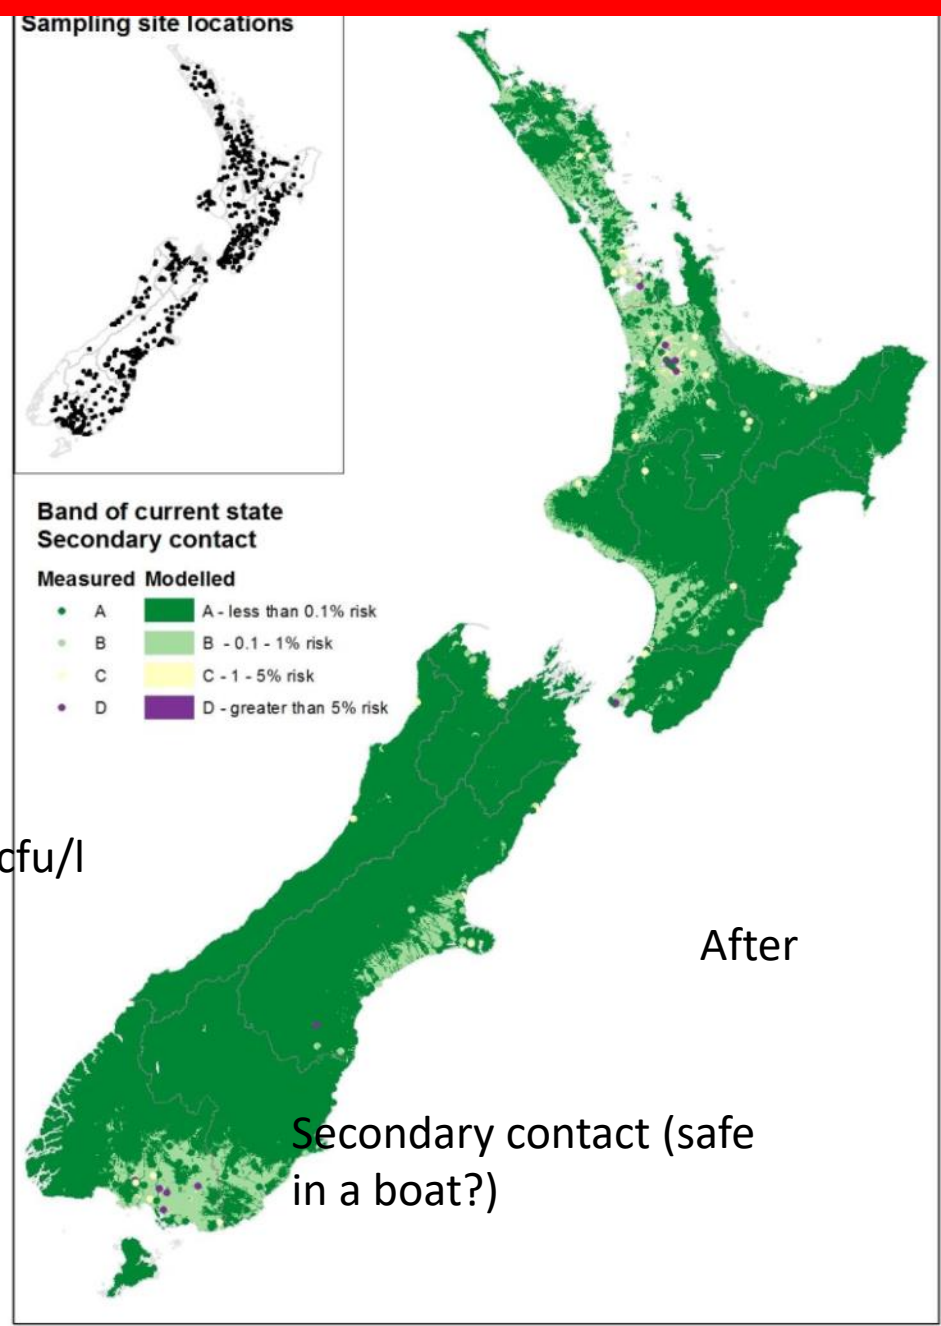 Sampling site locations
Band of current state
Secondary contact
Measured Modelled
A A - less than 0.1% risk
B B - 0.1 - 1% risk
C C - 1 - 5% risk
D D - greater than 5% risk
cfu/l
After
Secondary contact (safe
in a boat?)